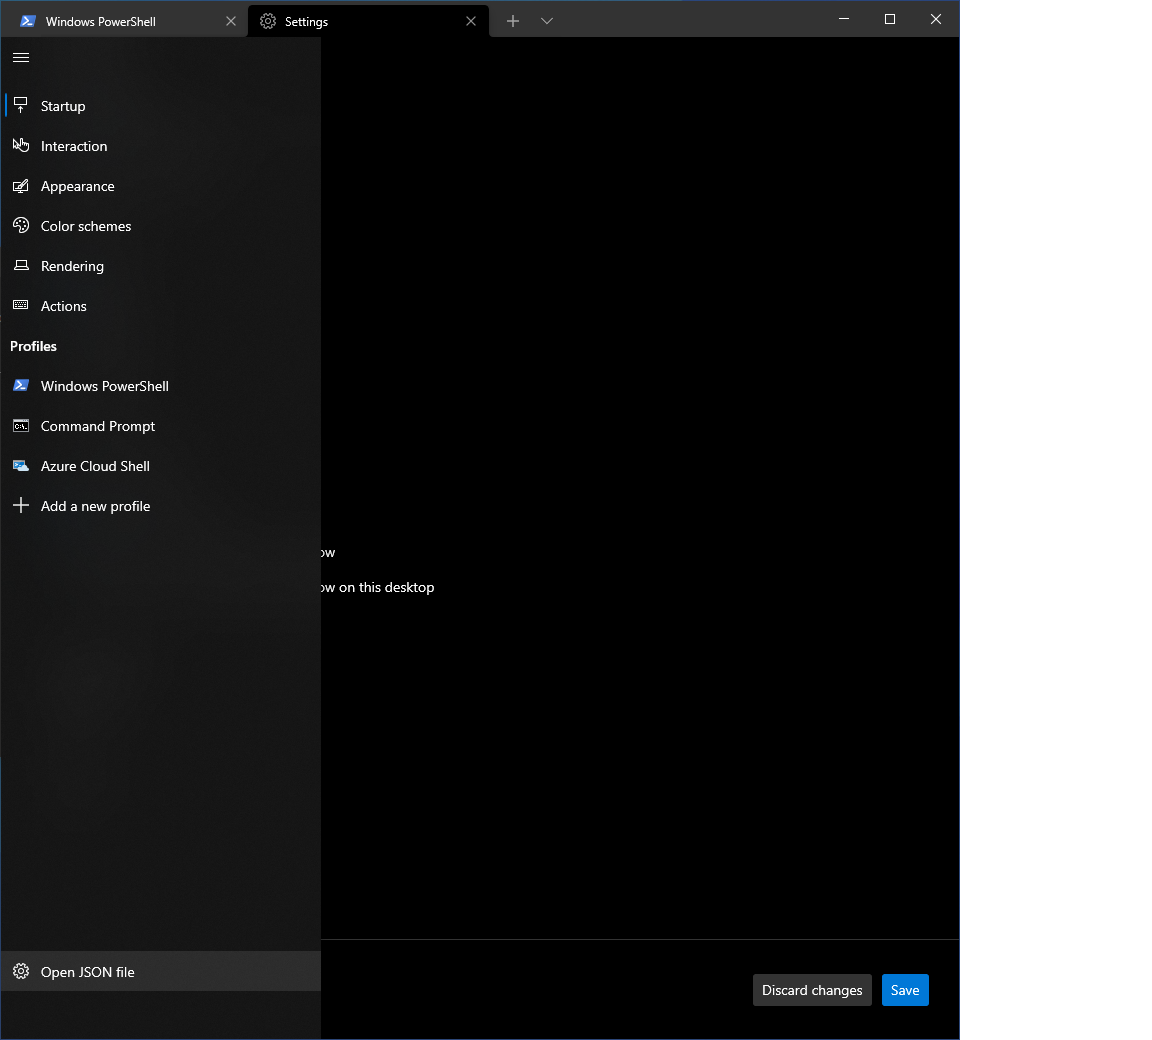 Windows PowerShell
Settings
Startup
Interaction
Appearance
Color schemes
Rendering
Actions
Profiles
Windows PowerShell
Command Prompt
Azure Cloud Shell
Add a new profile
ow
ow on this desktop
Open JSON file
Discard changes
Save